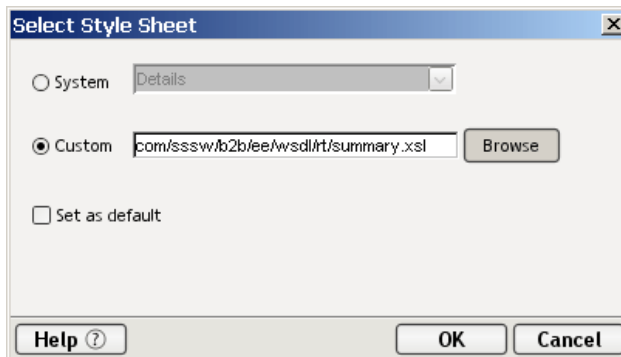 Select Style Sheet
System Details
Custom com/sssw/b2b/ee/wsdl/rt/summary.xsl Browse
Set as default
Help ? OK Cancel